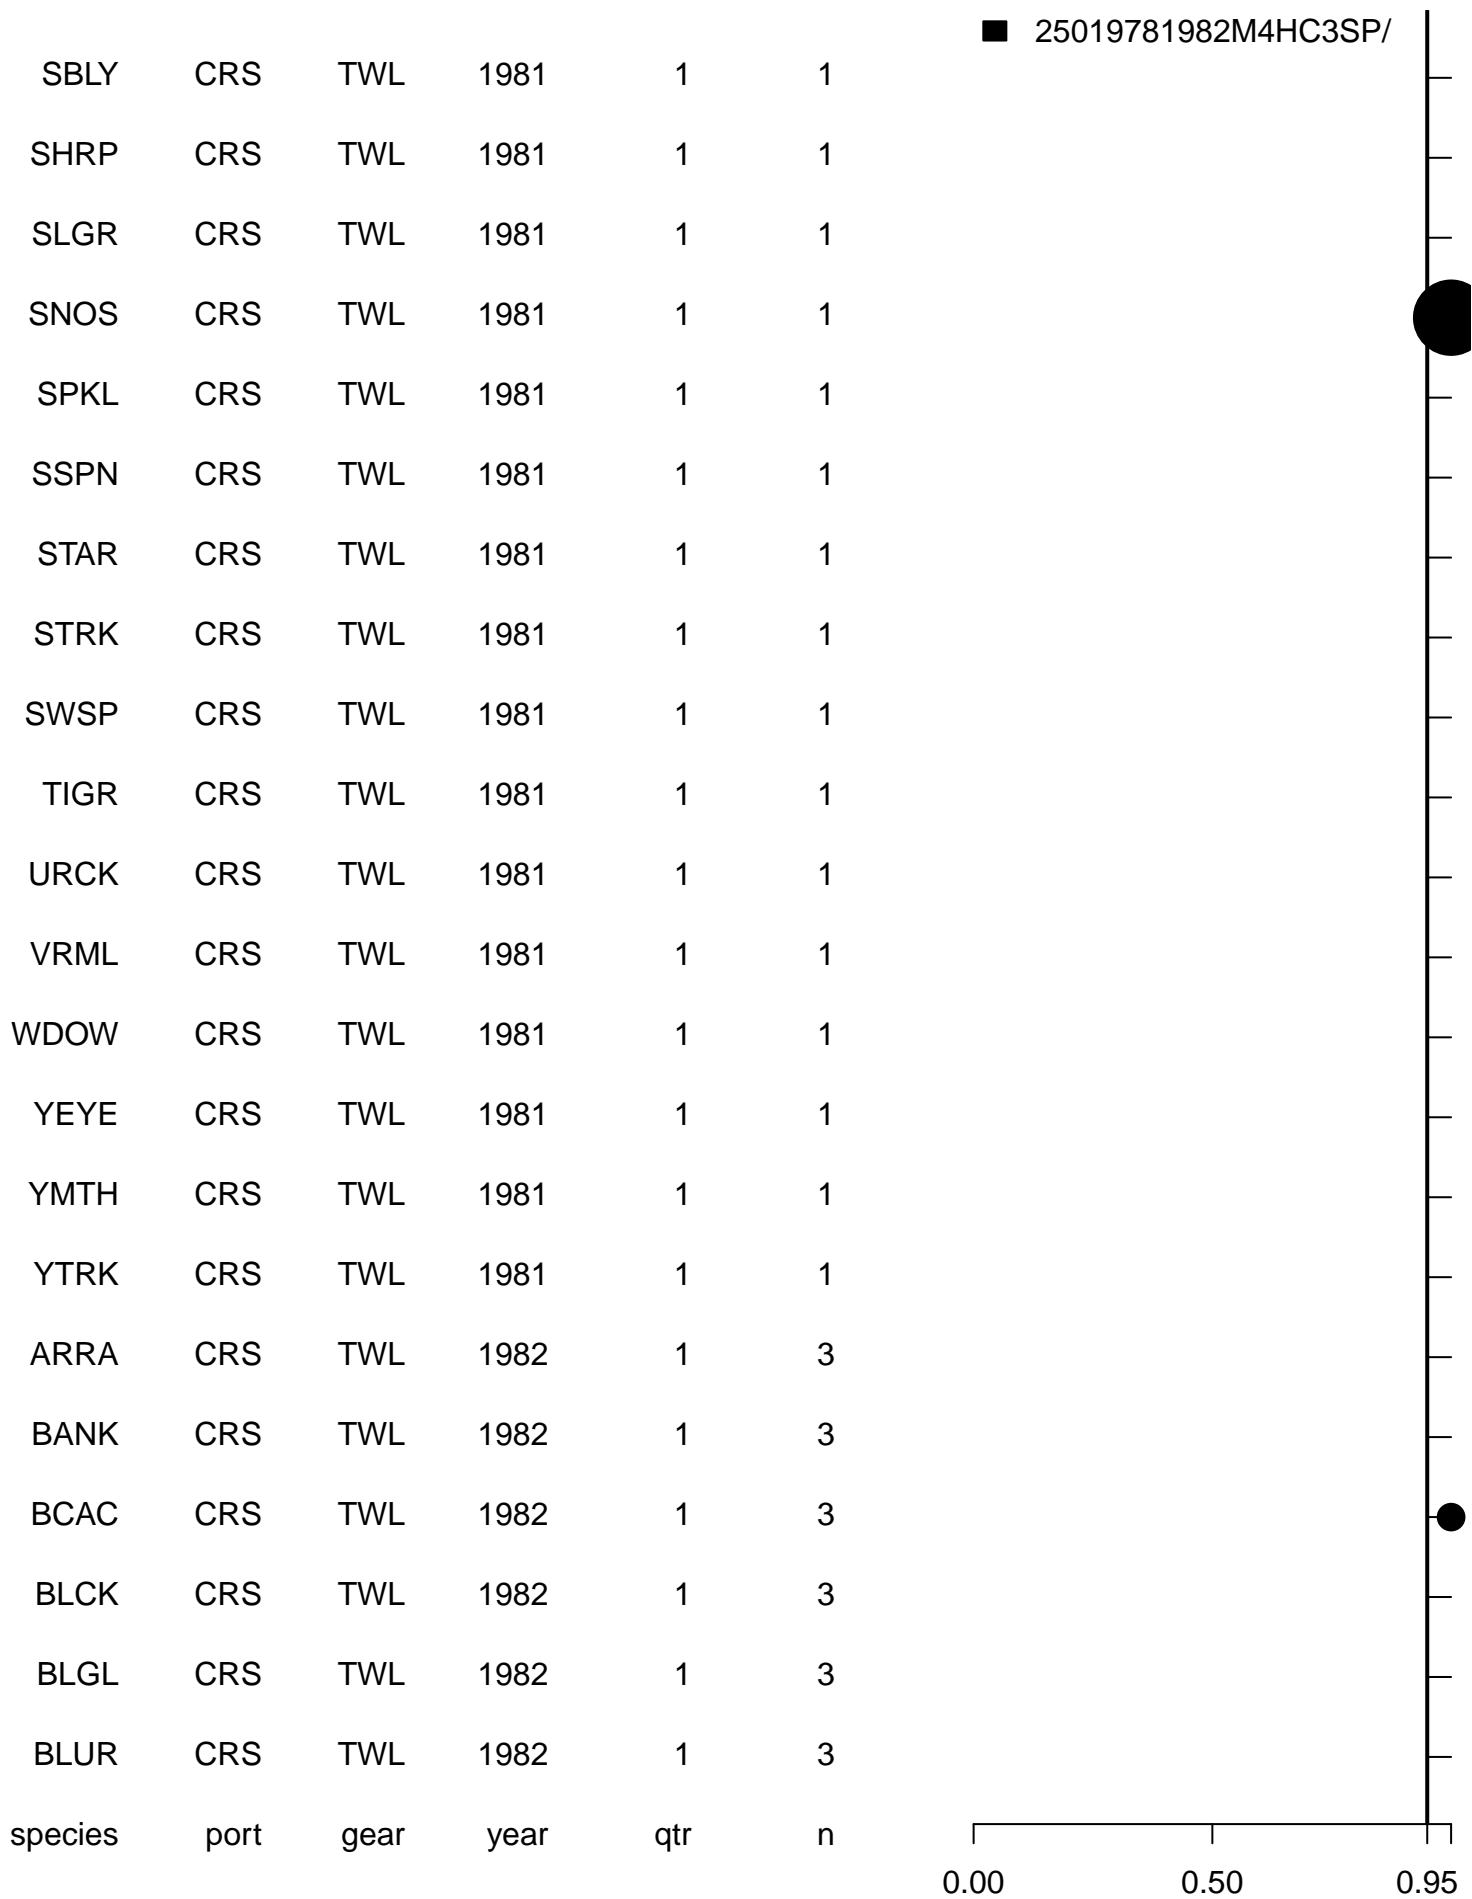 25019781982M4HC3SP/
SBLY CRS TWL 1981 1 1
SHRP CRS TWL 1981 1 1
SLGR CRS TWL 1981 1 1
SNOS CRS TWL 1981 1 1
SPKL CRS TWL 1981 1 1
SSPN CRS TWL 1981 1 1
STAR CRS TWL 1981 1 1
STRK CRS TWL 1981 1 1
SWSP CRS TWL 1981 1 1
TIGR CRS TWL 1981 1 1
URCK CRS TWL 1981 1 1
VRML CRS TWL 1981 1 1
WDOW CRS TWL 1981 1 1
YEYE CRS TWL 1981 1 1
YMTH CRS TWL 1981 1 1
YTRK CRS TWL 1981 1 1
ARRA CRS TWL 1982 1 3
BANK CRS TWL 1982 1 3
BCAC CRS TWL 1982 1 3
BLCK CRS TWL 1982 1 3
BLGL CRS TWL 1982 1 3
BLUR CRS TWL 1982 1 3
species port gear year qtr n
0.00 0.50 0.95